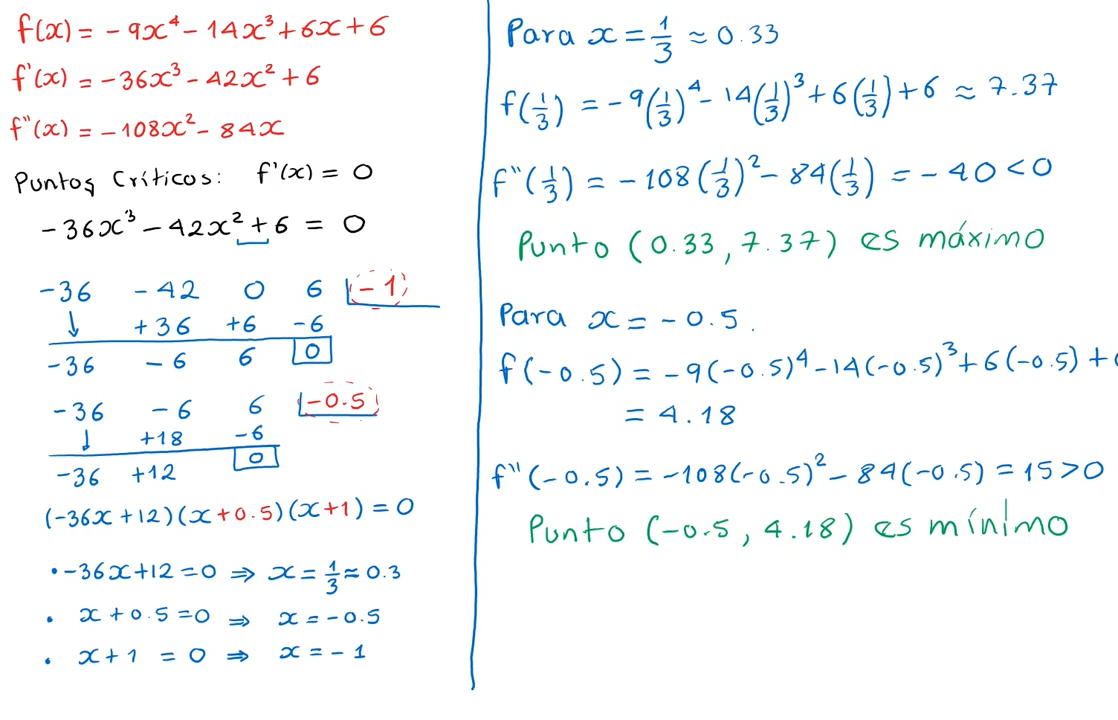 f(x) = -9x⁴ - 14x³ + 6x + 6
f'(x) = -36x³ - 42x² + 6
f''(x) = -108x² - 84x
Puntos Críticos: f'(x) = 0
-36x³ - 42x² + 6 = 0
-36 -42 0 6 |-1
↓ +36 +6 -6
-36 -6 6 0
-36 -6 6 |-0.5
↓ +18 -6
-36 +12 0
(-36x + 12)(x + 0.5)(x + 1) = 0
• -36x + 12 = 0 ⇒ x = 1/3 ≈ 0.3
• x + 0.5 = 0 ⇒ x = -0.5
• x + 1 = 0 ⇒ x = -1
Para x = 1/3 ≈ 0.33
f(1/3) = -9(1/3)⁴ - 14(1/3)³ + 6(1/3) + 6 ≈ 7.37
f''(1/3) = -108(1/3)² - 84(1/3) = -40 < 0
Punto (0.33, 7.37) es máximo
Para x = -0.5.
f(-0.5) = -9(-0.5)⁴ - 14(-0.5)³ + 6(-0.5) +
= 4.18
f''(-0.5) = -108(-0.5)² - 84(-0.5) = 15 > 0
Punto (-0.5, 4.18) es mínimo